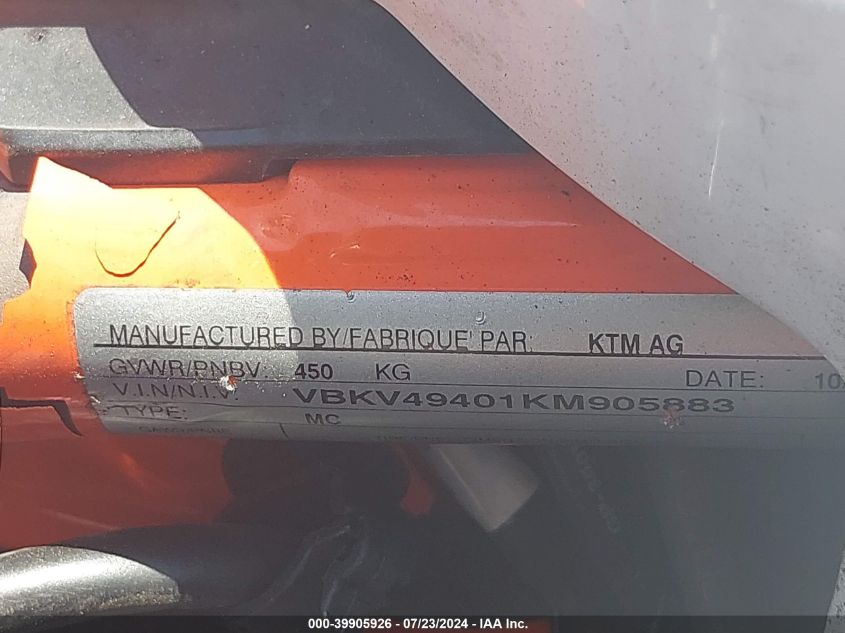 MANUFACTURED BY/FABRIQUE' PAR: KTM AG
GVWR/PNBV 450 KG DATE: 10
V.I.N/N.I.V: VBKV49401KM905883
TYPE: MC
000-39905926 - 07/23/2024 - IAA Inc.